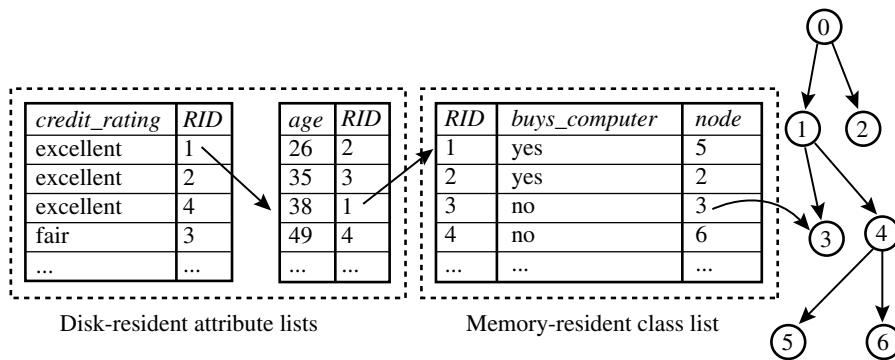 credit_rating RID
excellent 1
excellent 2
excellent 4
fair 3
... ...
age RID
26 2
35 3
38 1
49 4
... ...
Disk-resident attribute lists
RID buys_computer node
1 yes 5
2 yes 2
3 no 3
4 no 6
... ... ...
Memory-resident class list
0
1 2
3 4
5 6